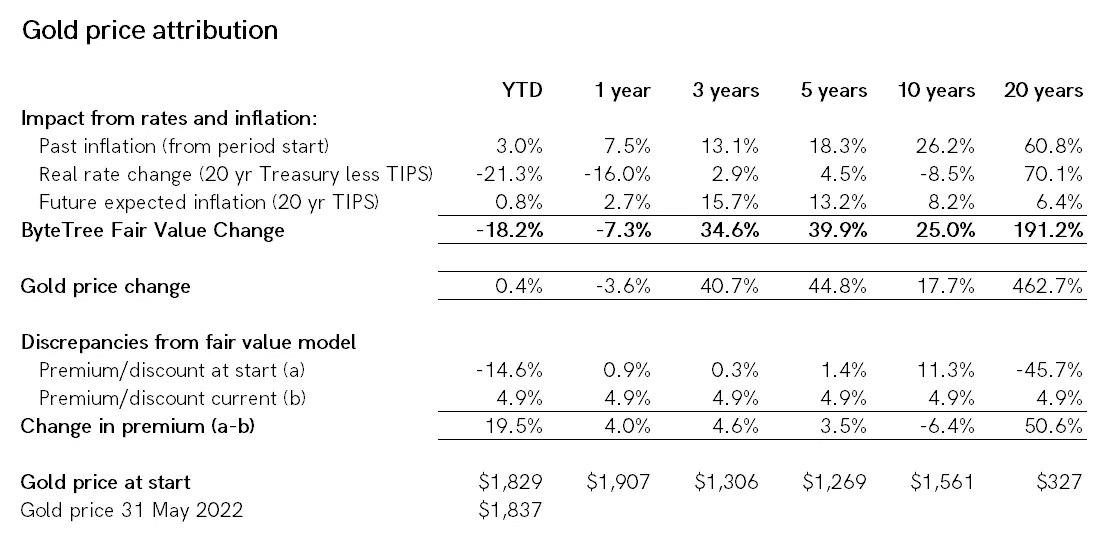 Gold price attribution
YTD 1 year 3 years 5 years 10 years 20 years
Impact from rates and inflation:
Past inflation (from period start) 3.0% 7.5% 13.1% 18.3% 26.2% 60.8%
Real rate change (20 yr Treasury less TIPS) -21.3% -16.0% 2.9% 4.5% -8.5% 70.1%
Future expected inflation (20 yr TIPS) 0.8% 2.7% 15.7% 13.2% 8.2% 6.4%
ByteTree Fair Value Change -18.2% -7.3% 34.6% 39.9% 25.0% 191.2%
Gold price change 0.4% -3.6% 40.7% 44.8% 17.7% 462.7%
Discrepancies from fair value model
Premium/discount at start (a) -14.6% 0.9% 0.3% 1.4% 11.3% -45.7%
Premium/discount current (b) 4.9% 4.9% 4.9% 4.9% 4.9% 4.9%
Change in premium (a-b) 19.5% 4.0% 4.6% 3.5% -6.4% 50.6%
Gold price at start $1,829 $1,907 $1,306 $1,269 $1,561 $327
Gold price 31 May 2022 $1,837